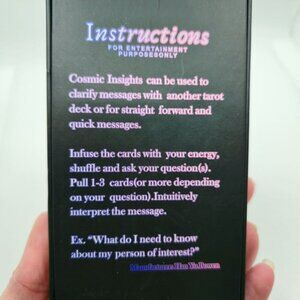 Instructions
FOR ENTERTAINMENT
PURPOSESONLY
Cosmic Insights can be used to
clarify messages with another tarot
deck or for straight forward and
quick messages.
Infuse the cards with your energy,
shuffle and ask your question(s).
Pull 1-3 cards(or more depending
on your question).Intuitively
interpret the message.
Ex. “What do I need to know
about my person of interest?”